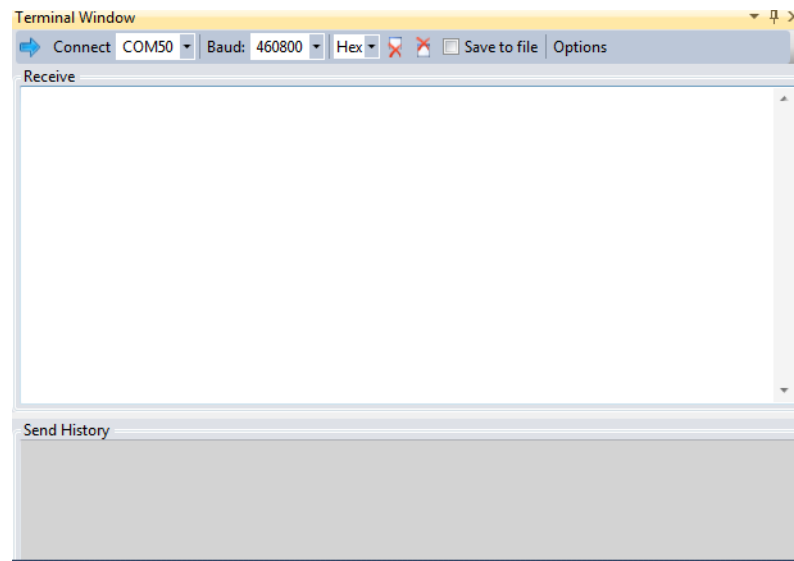 Terminal Window
Connect COM50 Baud: 460800 Hex Save to file Options
Receive
Send History